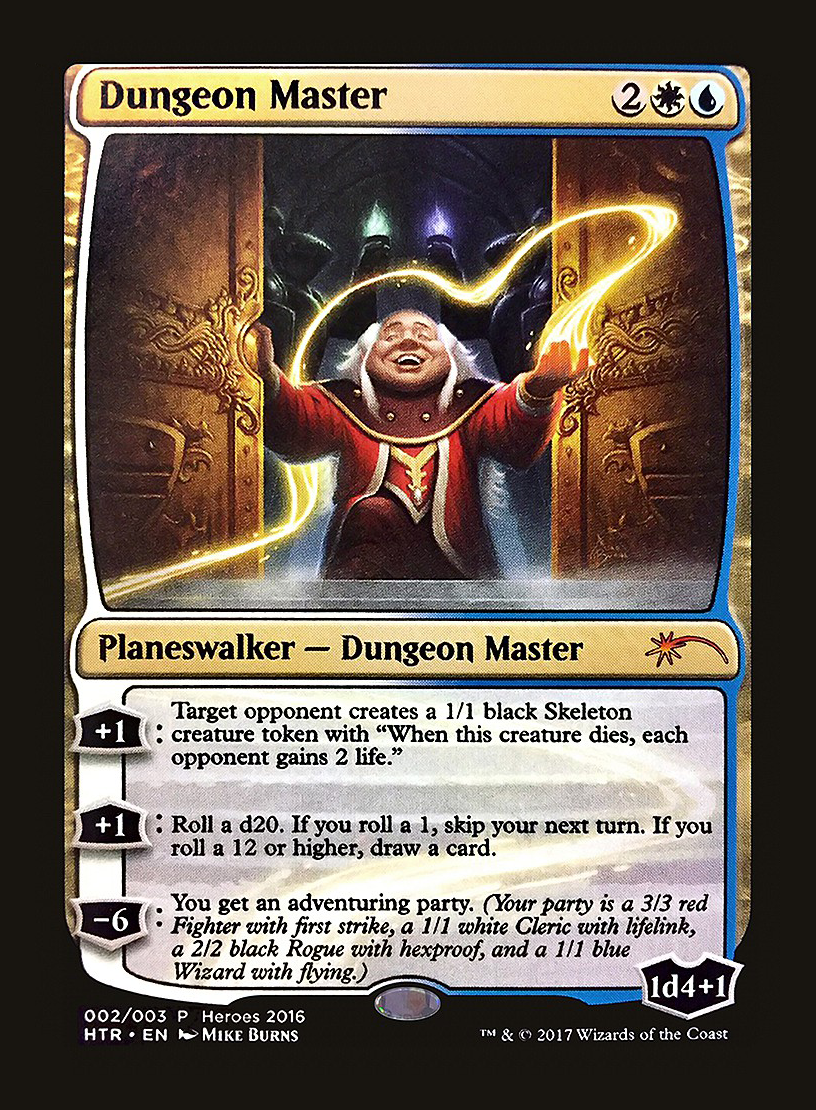 Dungeon Master 2
Planeswalker — Dungeon Master
+1 : Target opponent creates a 1/1 black Skeleton
creature token with “When this creature dies, each
opponent gains 2 life.”
+1 : Roll a d20. If you roll a 1, skip your next turn. If you
roll a 12 or higher, draw a card.
−6 : You get an adventuring party. (Your party is a 3/3 red
Fighter with first strike, a 1/1 white Cleric with lifelink,
a 2/2 black Rogue with hexproof, and a 1/1 blue
Wizard with flying.)
1d4+1
002/003 P Heroes 2016
HTR • EN Mike Burns
™ & © 2017 Wizards of the Coast